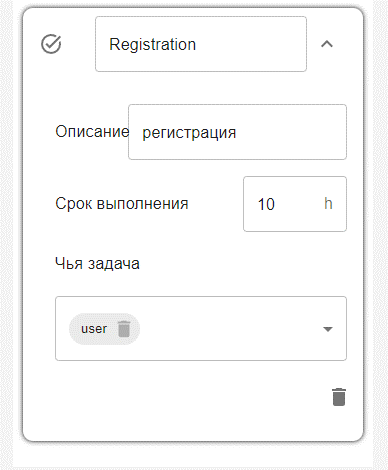 Registration
Описание регистрация
Срок выполнения 10 h
Чья задача
user